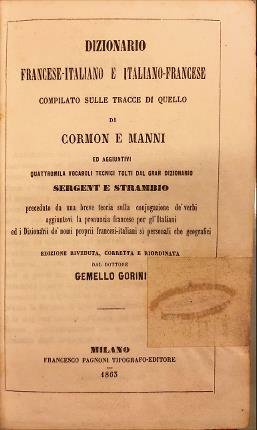 DIZIONARIO
FRANCESE-ITALIANO E ITALIANO-FRANCESE
COMPILATO SULLE TRACCE DI QUELLO
DI
CORMON E MANNI
ED AGGIUNTIVI
QUATTROMILA VOCABOLI TECNICI TOLTI DAL GRAN DIZIONARIO
SERGENT E STRAMBIO
preceduto da una breve teoria sulla conjugazione de' verbi
aggiuntovi la pronuncia francese per gl'Italiani
ed i Dizionarii de' nomi proprii francesi-italiani sì personali che geografici
EDIZIONE RIVEDUTA, CORRETTA E RIORDINATA
DAL DOTTORE
GEMELLO GORINI
MILANO
FRANCESCO PAGNONI TIPOGRAFO-EDITORE
1863